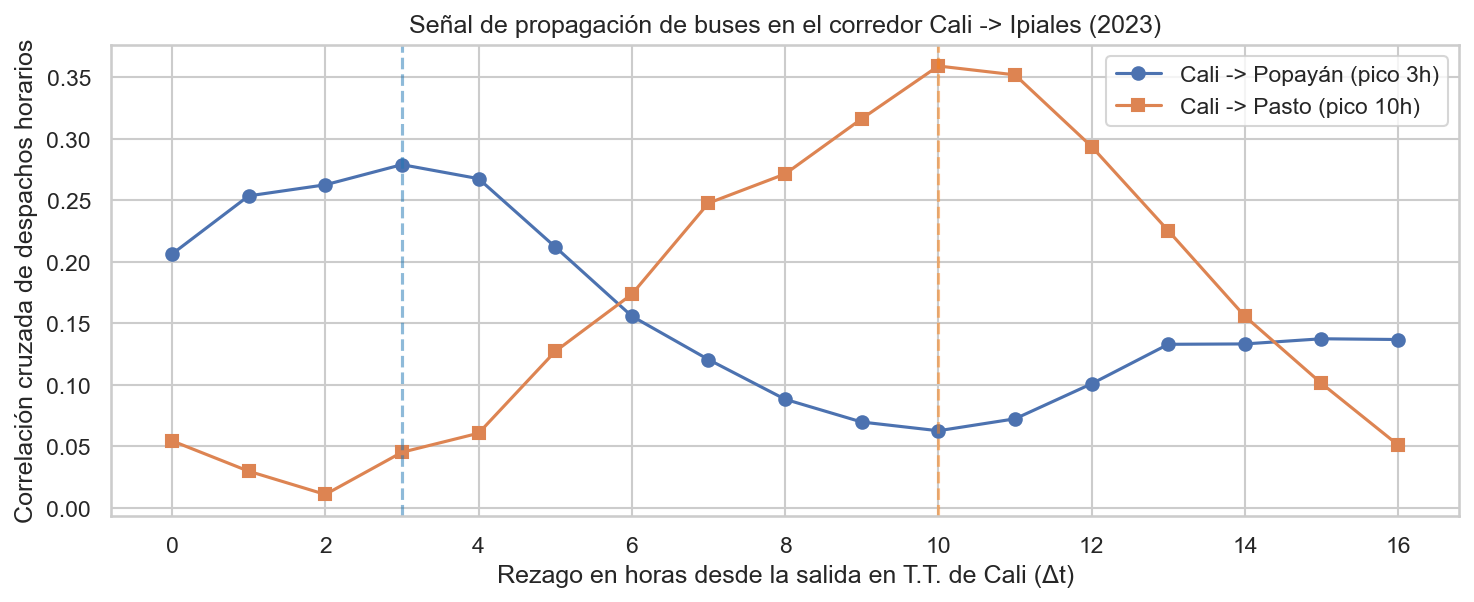 Señal de propagación de buses en el corredor Cali -> Ipiales (2023)
Correlación cruzada de despachos horarios
0.35
0.30
0.25
0.20
0.15
0.10
0.05
0.00
Cali -> Popayán (pico 3h)
Cali -> Pasto (pico 10h)
0 2 4 6 8 10 12 14 16
Rezago en horas desde la salida en T.T. de Cali (Δt)